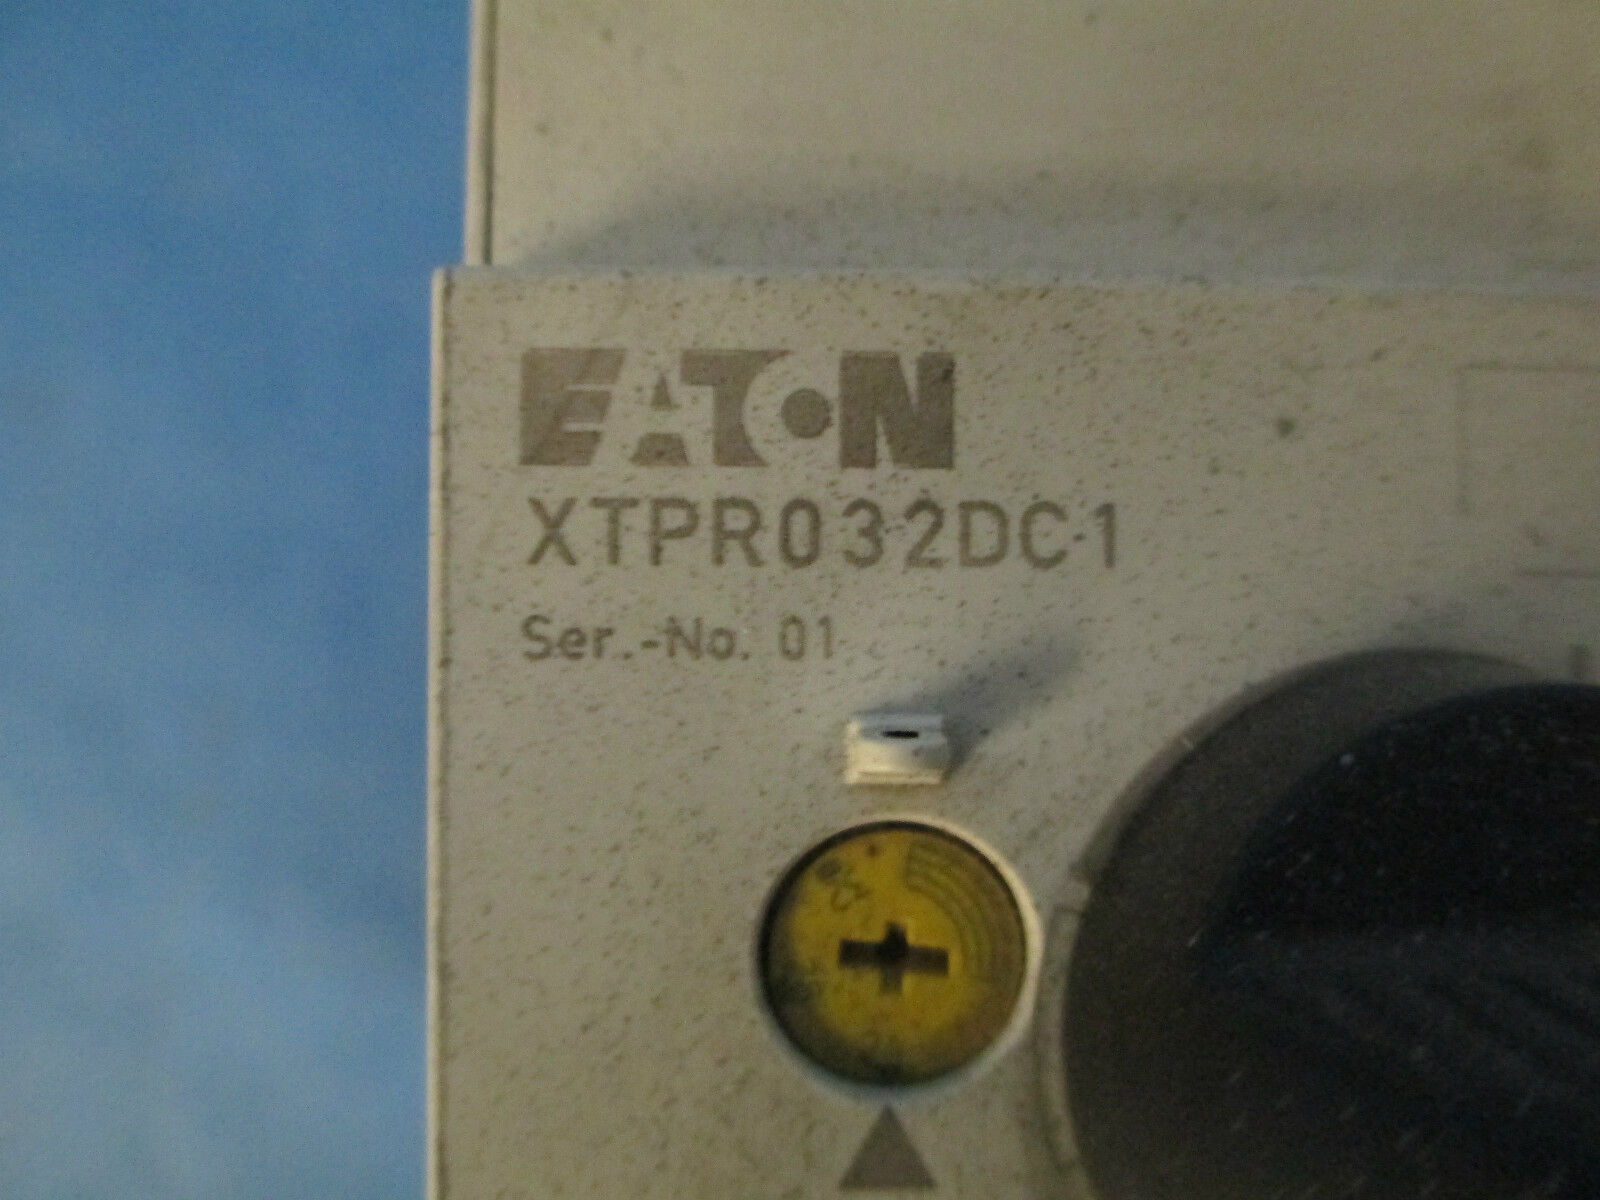 EATON
XTPR032DC1
Ser.-No. 01